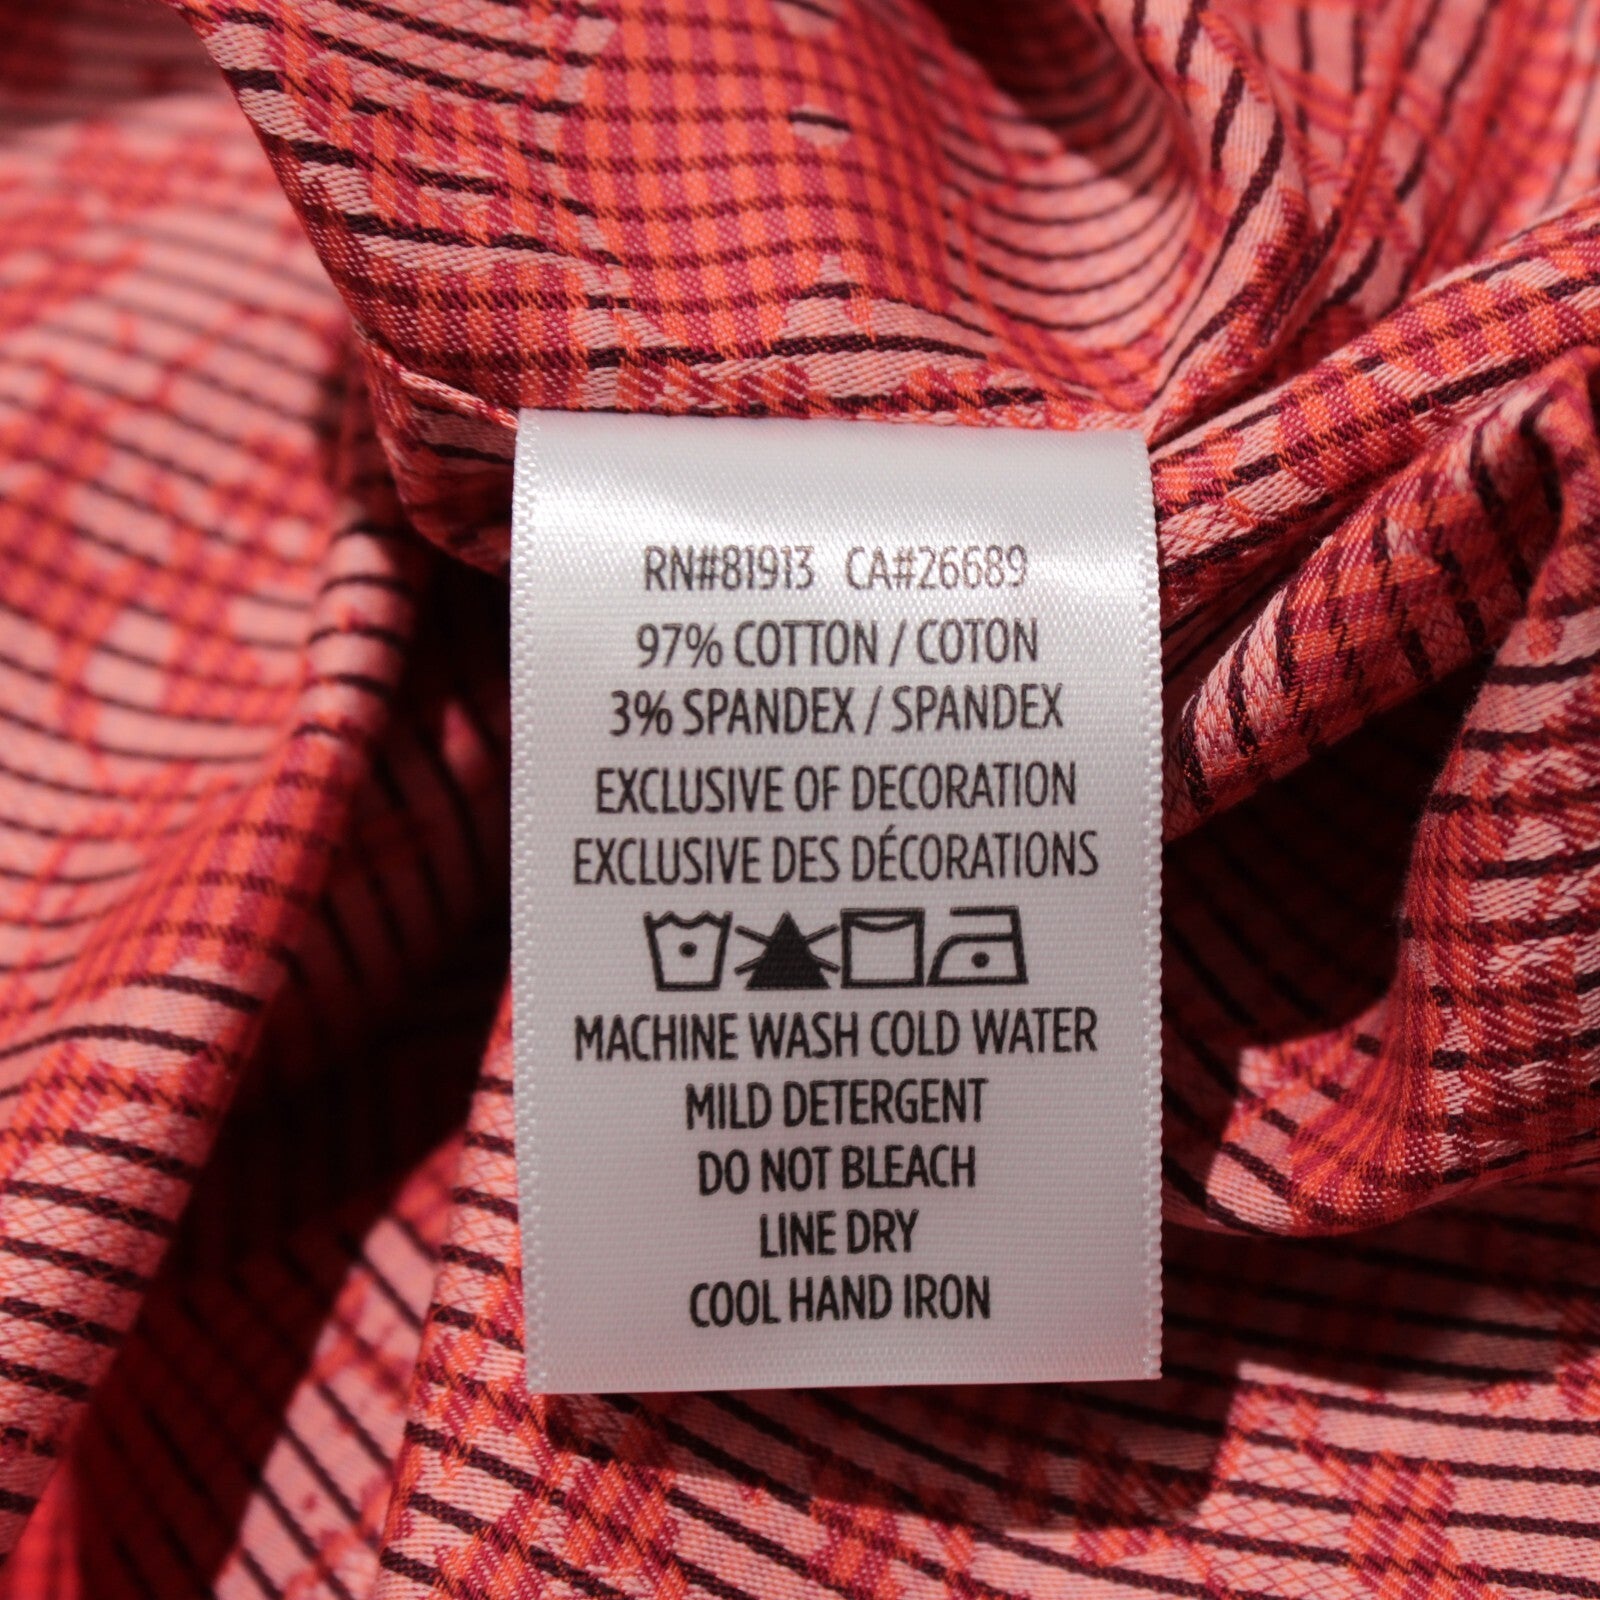 RN#81913 CA#26689
97% COTTON / COTON
3% SPANDEX / SPANDEX
EXCLUSIVE OF DECORATION
EXCLUSIVE DES DÉCORATIONS
MACHINE WASH COLD WATER
MILD DETERGENT
DO NOT BLEACH
LINE DRY
COOL HAND IRON